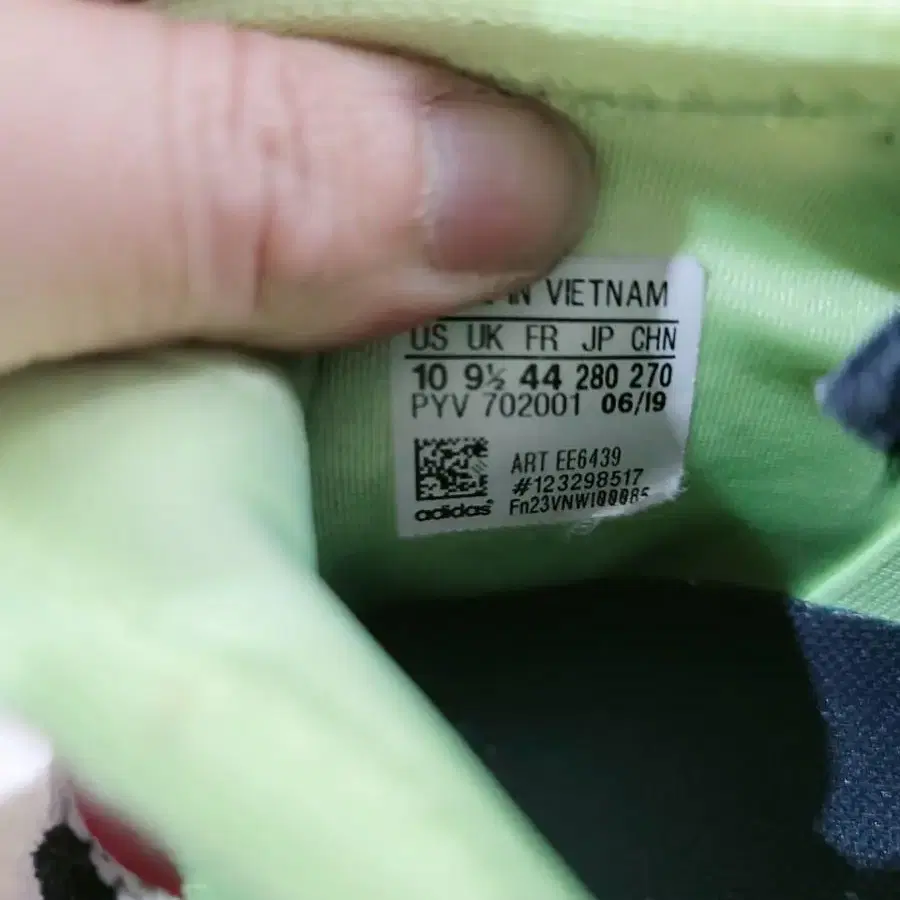 IN VIETNAM
US UK FR JP CHN
10 9½ 44 280 270
PYV 702001 06/19
ART EE6439
#123298517
adidas